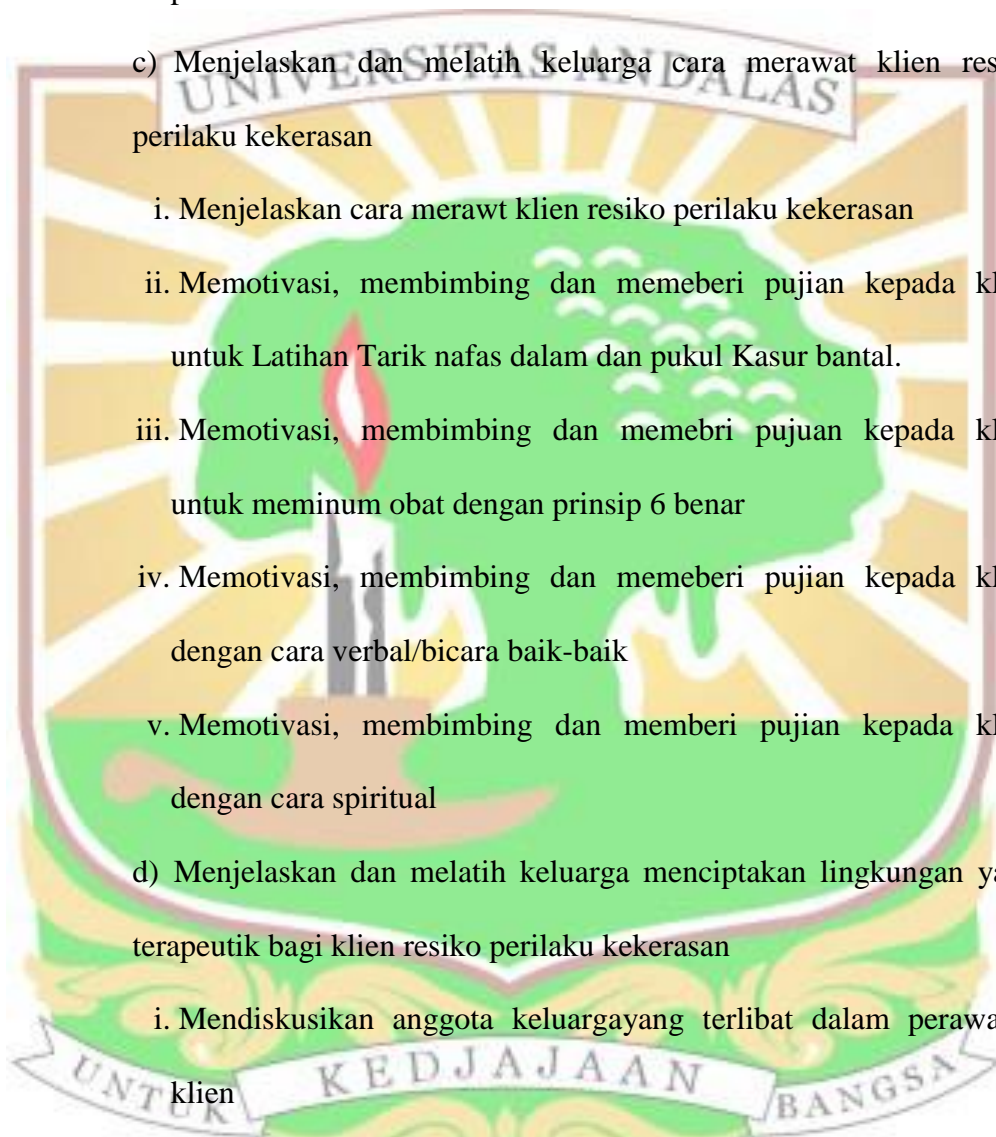 UNIVERSITAS ANDALAS
c) Menjelaskan dan melatih keluarga cara merawat klien res
perilaku kekerasan
i. Menjelaskan cara merawt klien resiko perilaku kekerasan
ii. Memotivasi, membimbing dan memeberi pujian kepada kl
untuk Latihan Tarik nafas dalam dan pukul Kasur bantal.
iii. Memotivasi, membimbing dan memebri pujuan kepada kl
untuk meminum obat dengan prinsip 6 benar
iv. Memotivasi, membimbing dan memeberi pujian kepada kl
dengan cara verbal/bicara baik-baik
v. Memotivasi, membimbing dan memberi pujian kepada kl
dengan cara spiritual
d) Menjelaskan dan melatih keluarga menciptakan lingkungan ya
terapeutik bagi klien resiko perilaku kekerasan
i. Mendiskusikan anggota keluargayang terlibat dalam perawa
klien
UNTUK KEDJAJAAN BANGSA